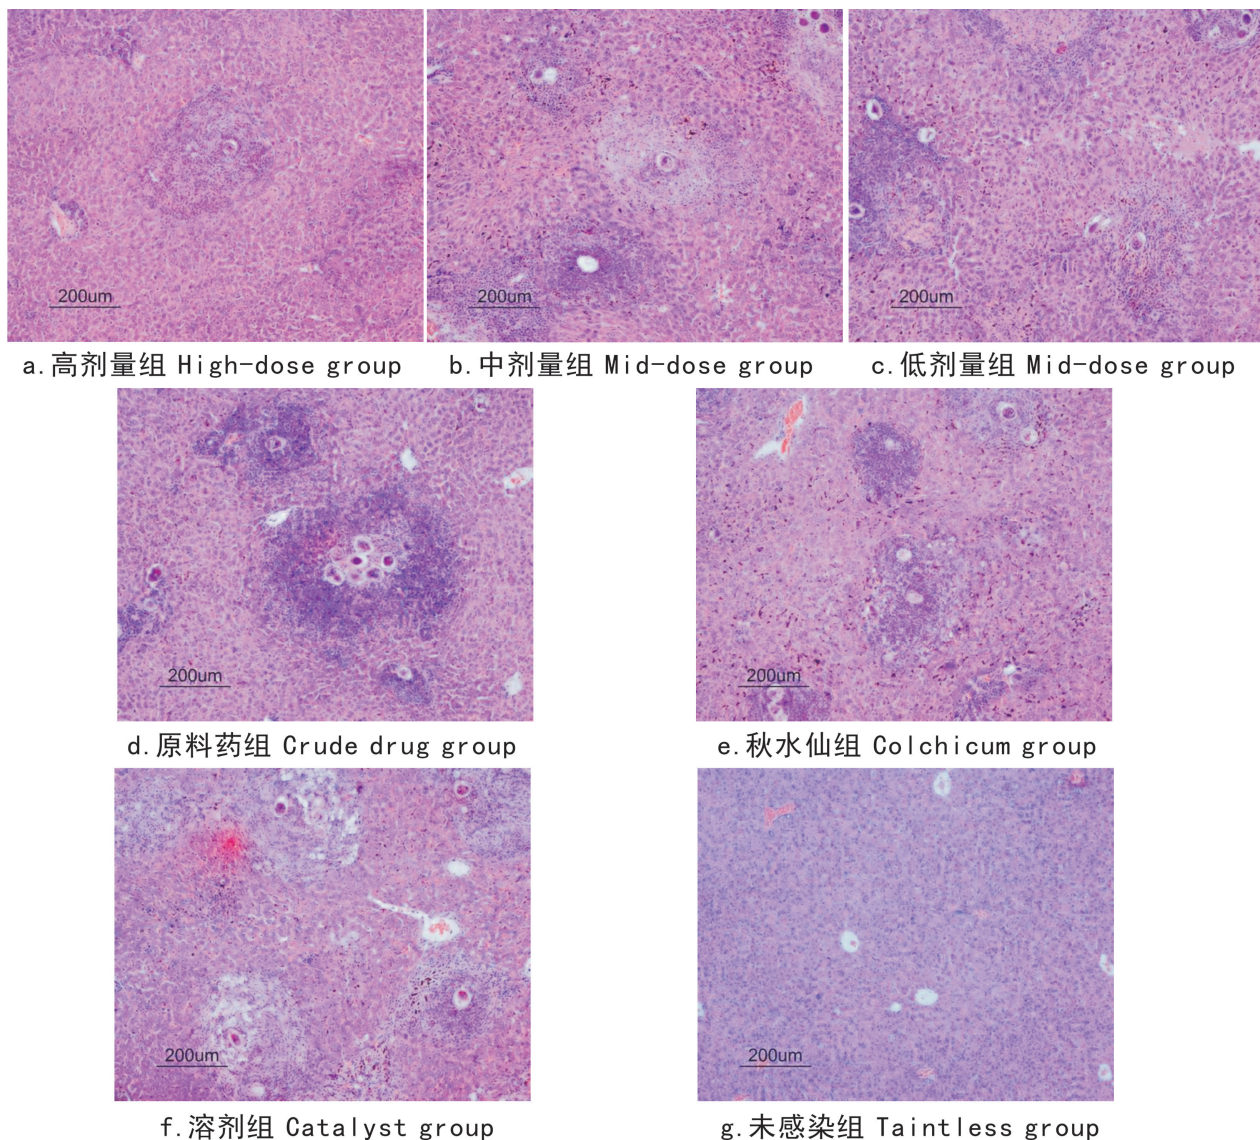 200um
200um
200um
a.高剂量组 High-dose group
b.中剂量组 Mid-dose group
c.低剂量组 Mid-dose group
200um
200um
d.原料药组 Crude drug group
e.秋水仙组 Colchicum group
200um
200um
f.溶剂组 Catalyst group
g.未感染组 Taintless group